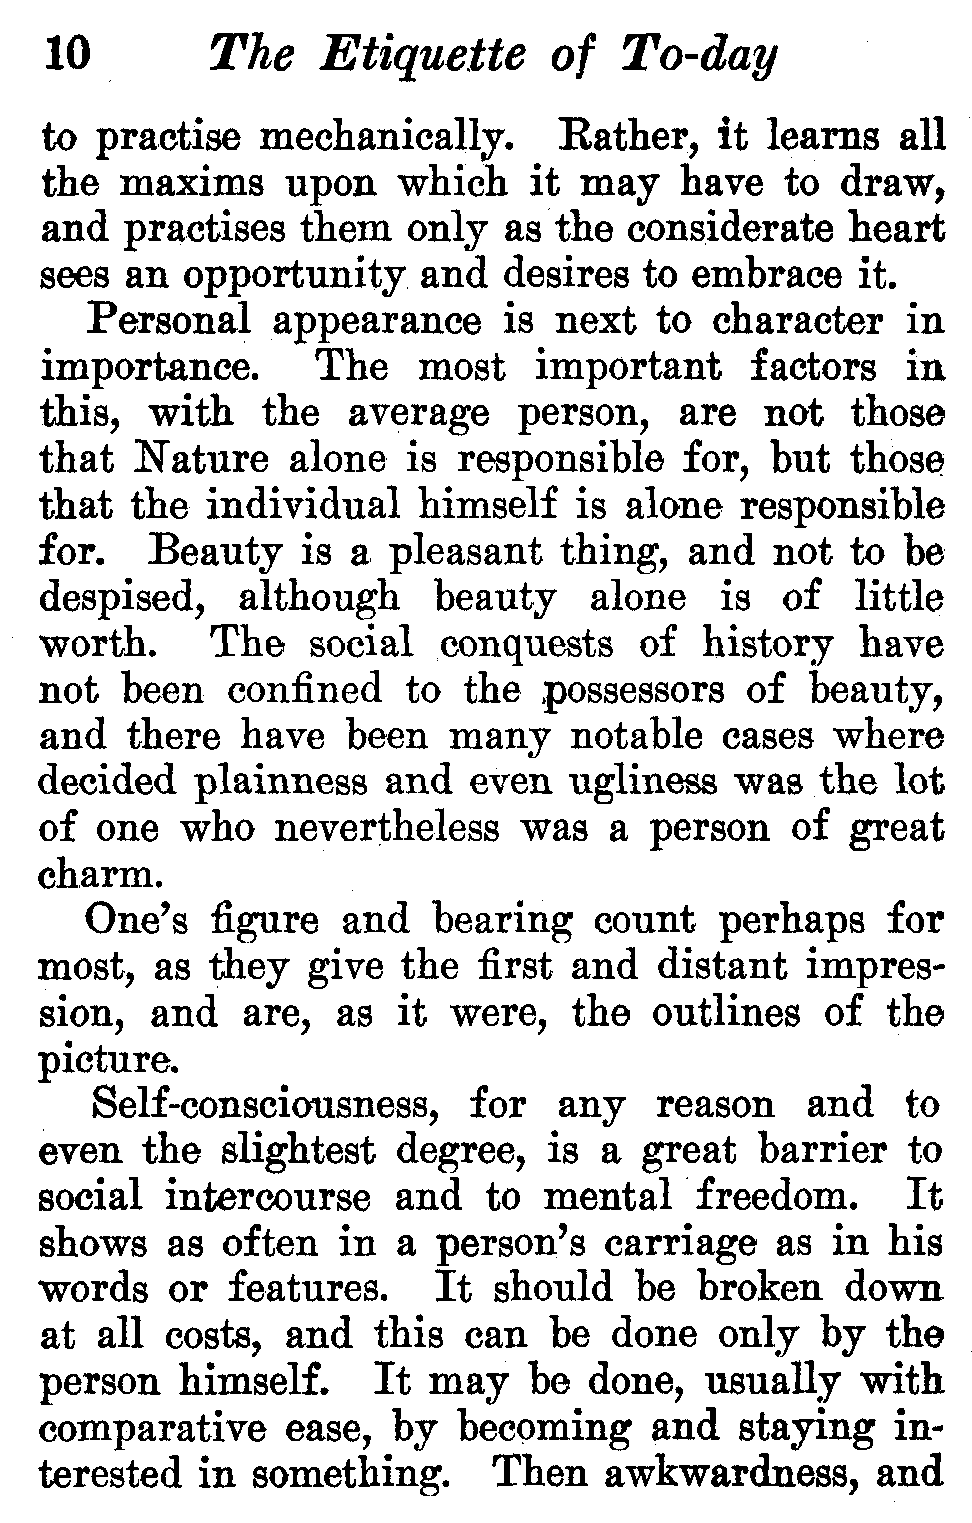 10 The Etiquette of To-day
to practise mechanically. Rather, it learns all
the maxims upon which it may have to draw,
and practises them only as the considerate heart
sees an opportunity and desires to embrace it.
Personal appearance is next to character in
importance. The most important factors in
this, with the average person, are not those
that Nature alone is responsible for, but those
that the individual himself is alone responsible
for. Beauty is a pleasant thing, and not to be
despised, although beauty alone is of little
worth. The social conquests of history have
not been confined to the possessors of beauty,
and there have been many notable cases where
decided plainness and even ugliness was the lot
of one who nevertheless was a person of great
charm.
One's figure and bearing count perhaps for
most, as they give the first and distant impres-
sion, and are, as it were, the outlines of the
picture.
Self-consciousness, for any reason and to
even the slightest degree, is a great barrier to
social intercourse and to mental freedom. It
shows as often in a person's carriage as in his
words or features. It should be broken down
at all costs, and this can be done only by the
person himself. It may be done, usually with
comparative ease, by becoming and staying in-
terested in something. Then awkwardness, and